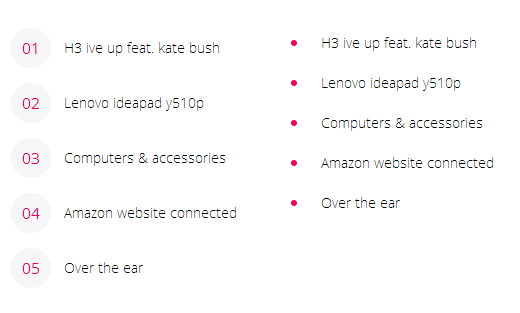 01 H3 ive up feat. kate bush
02 Lenovo ideapad y510p
03 Computers & accessories
04 Amazon website connected
05 Over the ear
• H3 ive up feat. kate bush
• Lenovo ideapad y510p
• Computers & accessories
• Amazon website connected
• Over the ear